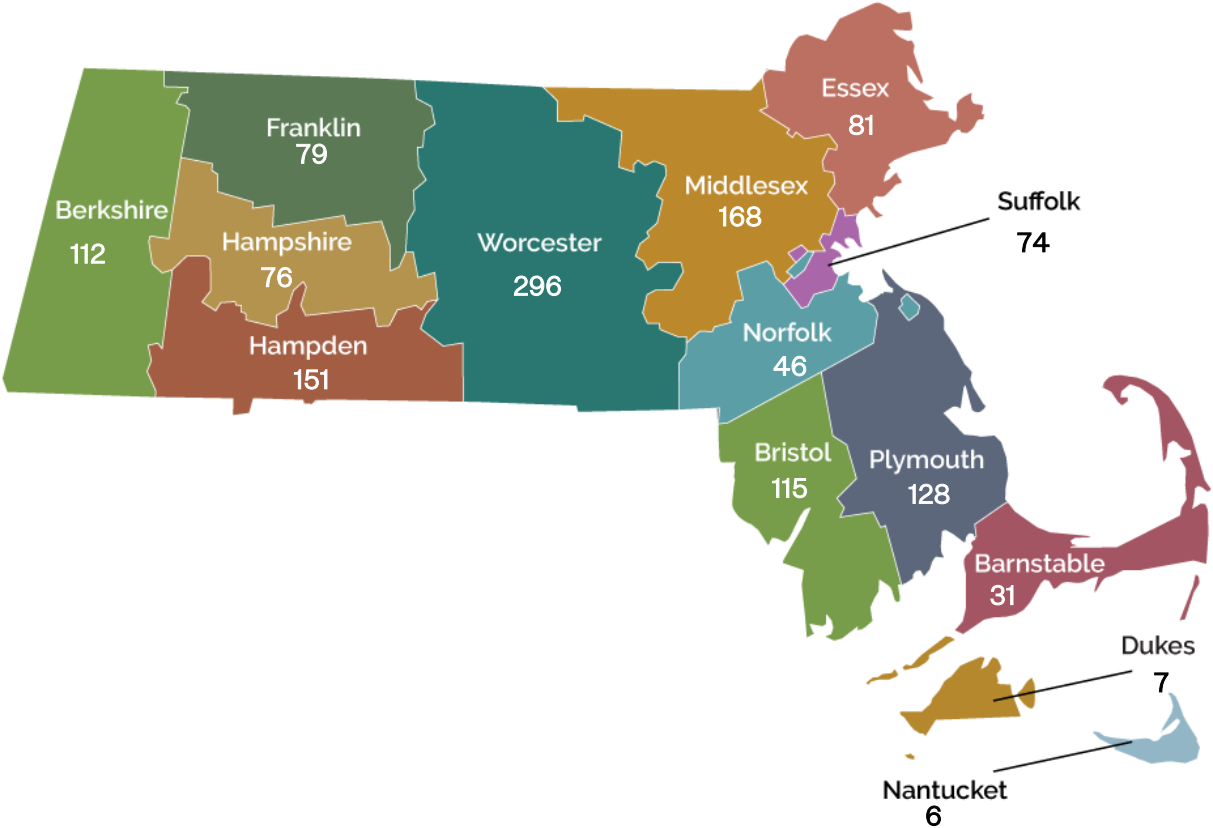 Essex
81
Franklin
79
Middlesex
168
Suffolk
74
Berkshire
112
Hampshire
76
Worcester
296
Norfolk
46
Hampden
151
Bristol
115
Plymouth
128
Barnstable
31
Dukes
7
Nantucket
6